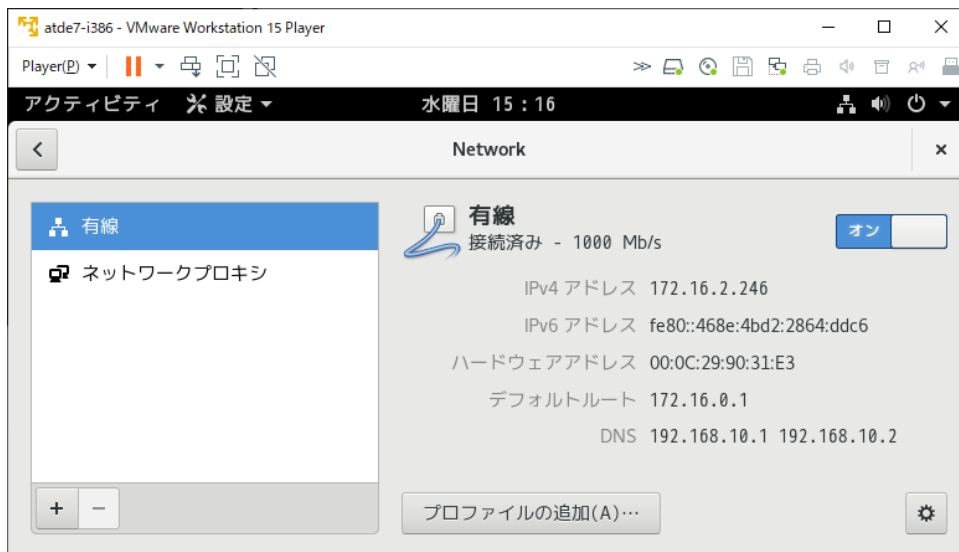 atde7-i386 - VMware Workstation 15 Player
Player(P)
アクティビティ 設定 水曜日 15：16
Network
有線
ネットワークプロキシ
有線
接続済み - 1000 Mb/s
オン
IPv4 アドレス 172.16.2.246
IPv6 アドレス fe80::468e:4bd2:2864:ddc6
ハードウェアアドレス 00:0C:29:90:31:E3
デフォルトルート 172.16.0.1
DNS 192.168.10.1 192.168.10.2
プロファイルの追加(A)…